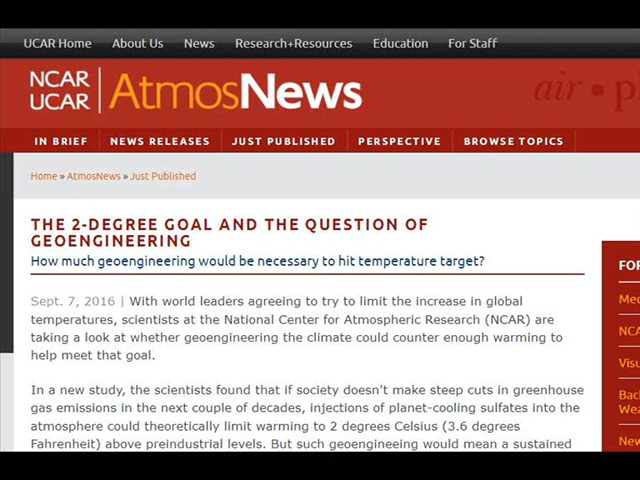 UCAR Home About Us News Research+Resources Education For Staff
NCAR
UCAR
AtmosNews
air •
IN BRIEF NEWS RELEASES JUST PUBLISHED PERSPECTIVE BROWSE TOPICS
Home » AtmosNews » Just Published
THE 2-DEGREE GOAL AND THE QUESTION OF
GEOENGINEERING
How much geoengineering would be necessary to hit temperature target?
Sept. 7, 2016 | With world leaders agreeing to try to limit the increase in global
temperatures, scientists at the National Center for Atmospheric Research (NCAR) are
taking a look at whether geoengineering the climate could counter enough warming to
help meet that goal.
In a new study, the scientists found that if society doesn't make steep cuts in greenhouse
gas emissions in the next couple of decades, injections of planet-cooling sulfates into the
atmosphere could theoretically limit warming to 2 degrees Celsius (3.6 degrees
Fahrenheit) above preindustrial levels. But such geoengineering would mean a sustained
FO
Me
NCA
Visu
Bac
We
New